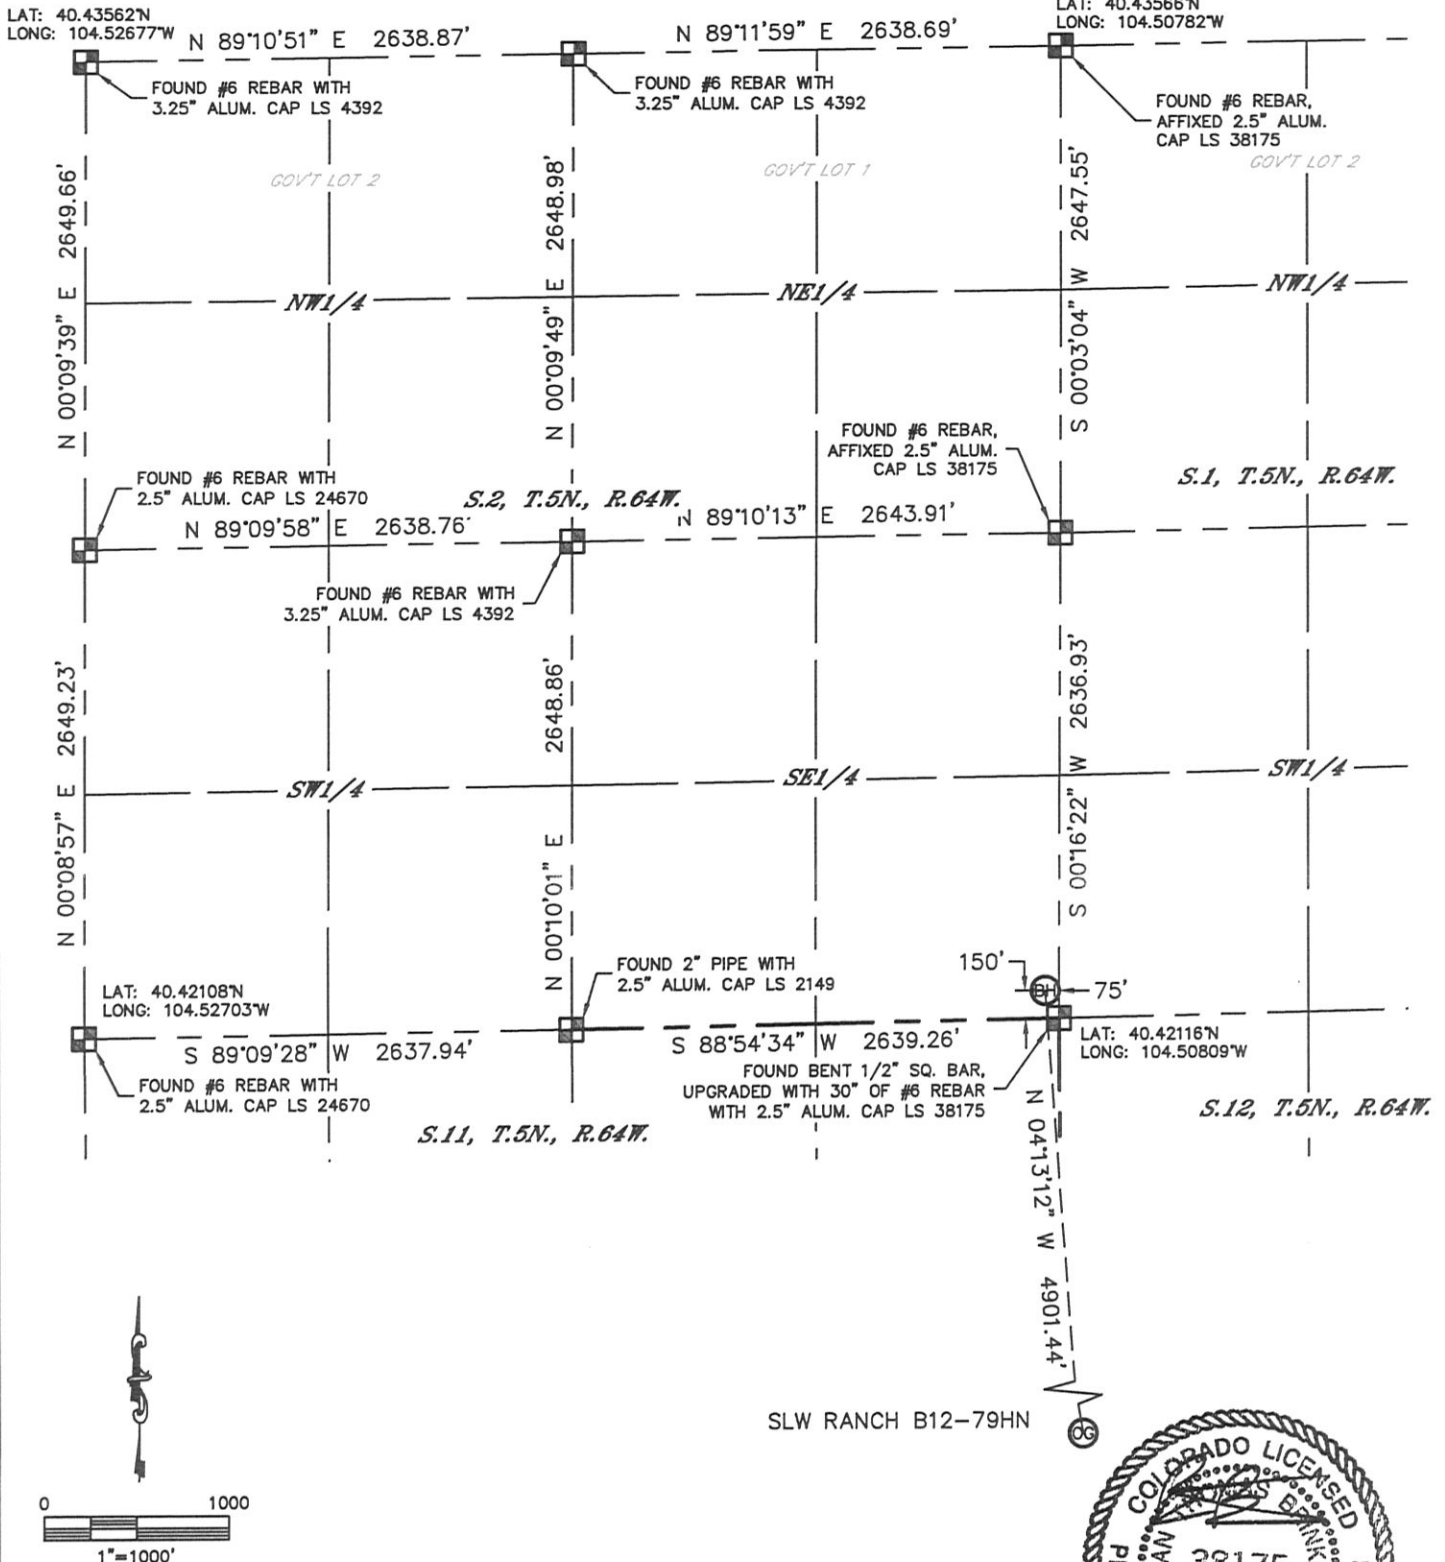 LAT: 40.43562°N
LONG: 104.52677°W
N 89°10'51" E 2638.87'
N 89°11'59" E 2638.69'
LAT: 40.43566°N
LONG: 104.50782°W
FOUND #6 REBAR WITH
3.25" ALUM. CAP LS 4392
FOUND #6 REBAR WITH
3.25" ALUM. CAP LS 4392
FOUND #6 REBAR,
AFFIXED 2.5" ALUM.
CAP LS 38175
GOV'T LOT 2
GOV'T LOT 1
GOV'T LOT 2
N 00°09'39" E 2649.66'
N 00°09'49" E 2648.98'
S 00°03'04" W 2647.55'
NW1/4
NE1/4
NW1/4
FOUND #6 REBAR,
AFFIXED 2.5" ALUM.
CAP LS 38175
FOUND #6 REBAR WITH
2.5" ALUM. CAP LS 24670
S.2, T.5N., R.64W.
S.1, T.5N., R.64W.
N 89°09'58" E 2638.76'
N 89°10'13" E 2643.91'
FOUND #6 REBAR WITH
3.25" ALUM. CAP LS 4392
N 00°08'57" E 2649.23'
N 00°10'01" E 2648.86'
S 00°16'22" W 2636.93'
SW1/4
SE1/4
SW1/4
FOUND 2" PIPE WITH
2.5" ALUM. CAP LS 2149
150'
BH
75'
LAT: 40.42108°N
LONG: 104.52703°W
S 89°09'28" W 2637.94'
S 88°54'34" W 2639.26'
LAT: 40.42116°N
LONG: 104.50809°W
FOUND #6 REBAR WITH
2.5" ALUM. CAP LS 24670
FOUND BENT 1/2" SQ. BAR,
UPGRADED WITH 30" OF #6 REBAR
WITH 2.5" ALUM. CAP LS 38175
S.11, T.5N., R.64W.
S.12, T.5N., R.64W.
N 04°13'12" W 4901.44'
SLW RANCH B12-79HN
OG
0 1000
1"=1000'
COLORADO LICENSED
38175